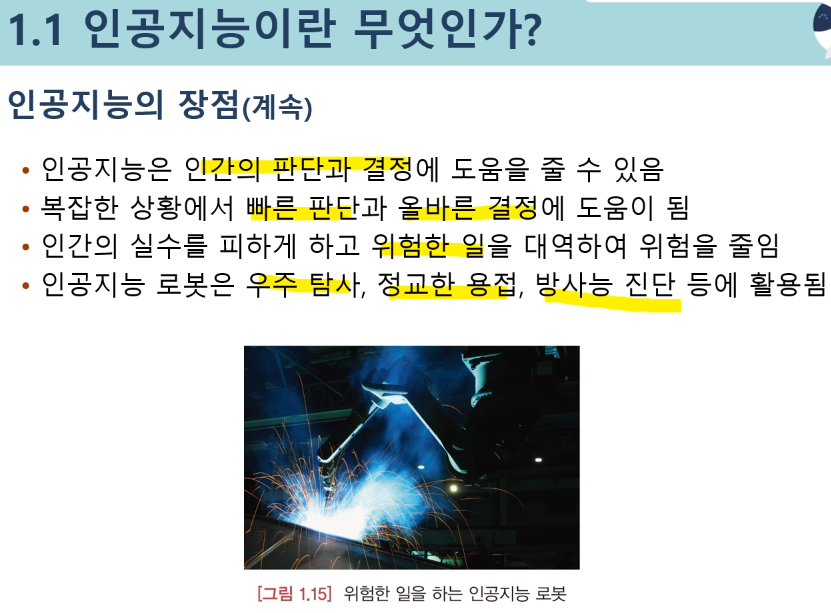 1.1 인공지능이란 무엇인가?
인공지능의 장점(계속)
• 인공지능은 인간의 판단과 결정에 도움을 줄 수 있음
• 복잡한 상황에서 빠른 판단과 올바른 결정에 도움이 됨
• 인간의 실수를 피하게 하고 위험한 일을 대역하여 위험을 줄임
• 인공지능 로봇은 우주 탐사, 정교한 용접, 방사능 진단 등에 활용됨
[그림 1.15] 위험한 일을 하는 인공지능 로봇